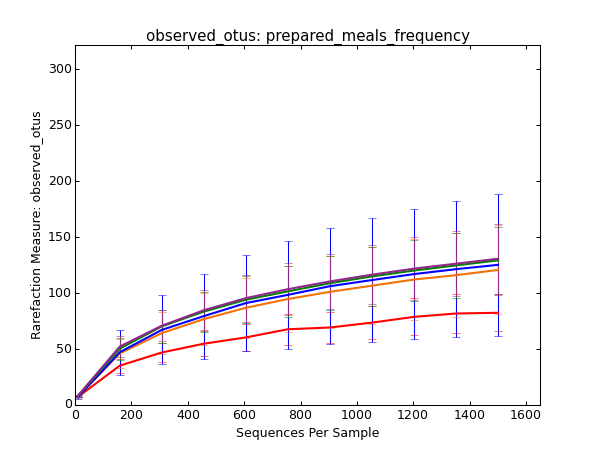 observed_otus: prepared_meals_frequency
300
250
200
150
100
50
0
0 200 400 600 800 1000 1200 1400 1600
Rarefaction Measure: observed_otus
Sequences Per Sample